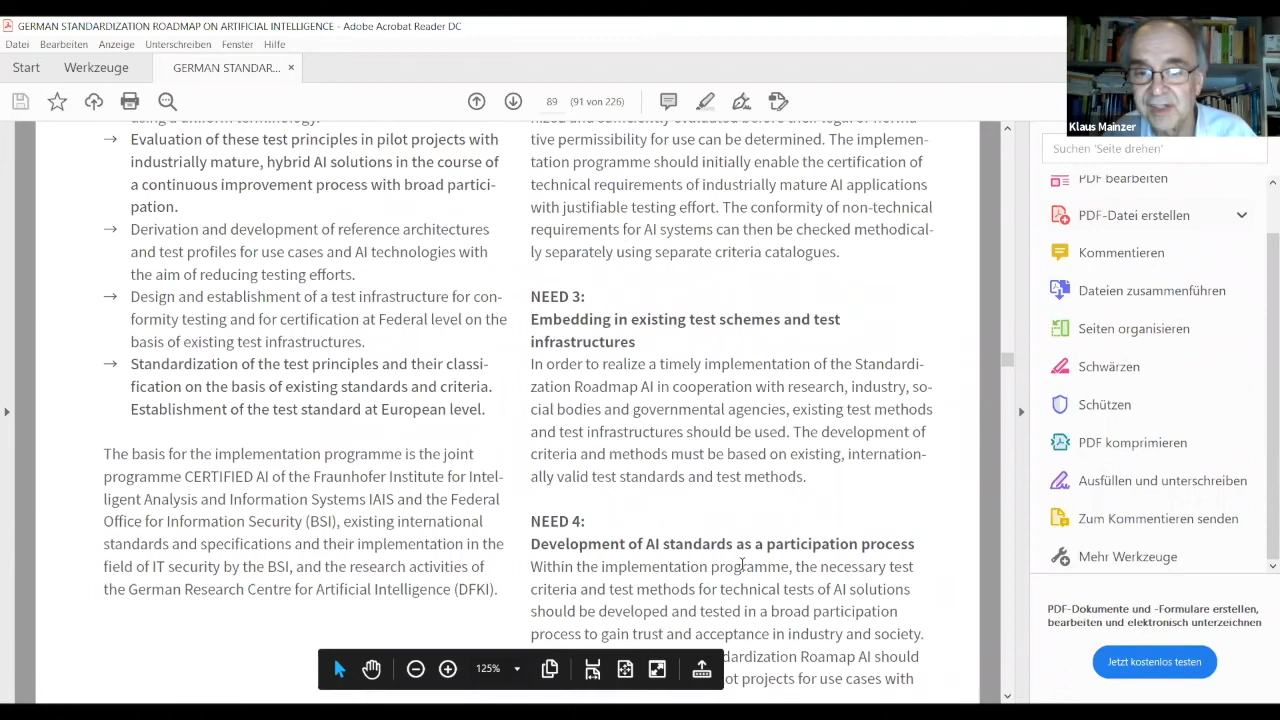 GERMAN STANDARDIZATION ROADMAP ON ARTIFICIAL INTELLIGENCE - Adobe Acrobat Reader DC
Datei Bearbeiten Anzeige Unterschreiben Fenster Hilfe
Start Werkzeuge GERMAN STANDAR... ×
89 (91 von 226)
Klaus Mainzer
→ Evaluation of these test principles in pilot projects with
industrially mature, hybrid AI solutions in the course of
a continuous improvement process with broad partici-
pation.
→ Derivation and development of reference architectures
and test profiles for use cases and AI technologies with
the aim of reducing testing efforts.
→ Design and establishment of a test infrastructure for con-
formity testing and for certification at Federal level on the
basis of existing test infrastructures.
→ Standardization of the test principles and their classi-
fication on the basis of existing standards and criteria.
Establishment of the test standard at European level.
The basis for the implementation programme is the joint
programme CERTIFIED AI of the Fraunhofer Institute for Intel-
ligent Analysis and Information Systems IAIS and the Federal
Office for Information Security (BSI), existing international
standards and specifications and their implementation in the
field of IT security by the BSI, and the research activities of
the German Research Centre for Artificial Intelligence (DFKI).
tive permissibility for use can be determined. The implemen-
tation programme should initially enable the certification of
technical requirements of industrially mature AI applications
with justifiable testing effort. The conformity of non-technical
requirements for AI systems can then be checked methodical-
ly separately using separate criteria catalogues.
NEED 3:
Embedding in existing test schemes and test
infrastructures
In order to realize a timely implementation of the Standardi-
zation Roadmap AI in cooperation with research, industry, so-
cial bodies and governmental agencies, existing test methods
and test infrastructures should be used. The development of
criteria and methods must be based on existing, internation-
ally valid test standards and test methods.
NEED 4:
Development of AI standards as a participation process
Within the implementation programme, the necessary test
criteria and test methods for technical tests of AI solutions
should be developed and tested in a broad participation
process to gain trust and acceptance in industry and society.
dardization Roamap AI should
ot projects for use cases with
125%
Suchen 'Seite drehen'
PDF bearbeiten
PDF-Datei erstellen
Kommentieren
Dateien zusammenführen
Seiten organisieren
Schwärzen
Schützen
PDF komprimieren
Ausfüllen und unterschreiben
Zum Kommentieren senden
Mehr Werkzeuge
PDF-Dokumente und -Formulare erstellen,
bearbeiten und elektronisch unterzeichnen
Jetzt kostenlos testen